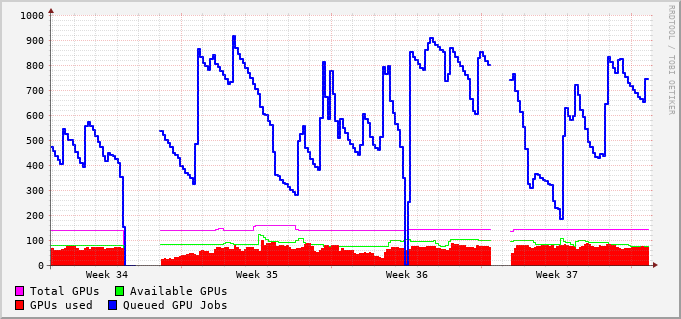 1000
900
800
700
600
500
400
300
200
100
0
Week 34 Week 35 Week 36 Week 37
Total GPUs Available GPUs
GPUs used Queued GPU Jobs
RRDTOOL / TOBI OETIKER